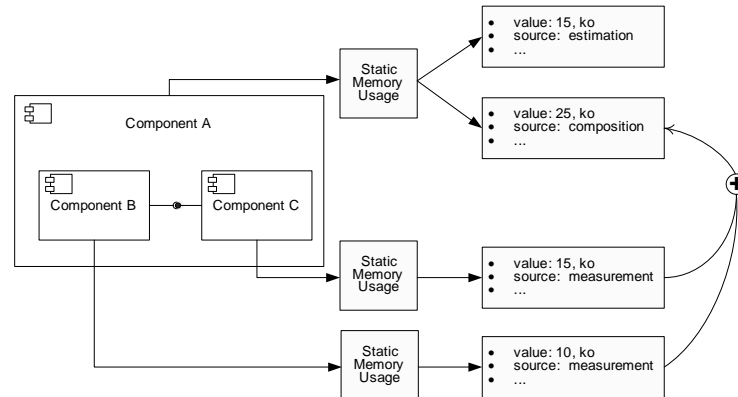 • value: 15, ko
• source: estimation
• ...
Static
Memory
Usage
• value: 25, ko
• source: composition
• ...
Component A
Component B
Component C
Static
Memory
Usage
• value: 15, ko
• source: measurement
• ...
Static
Memory
Usage
• value: 10, ko
• source: measurement
• ...